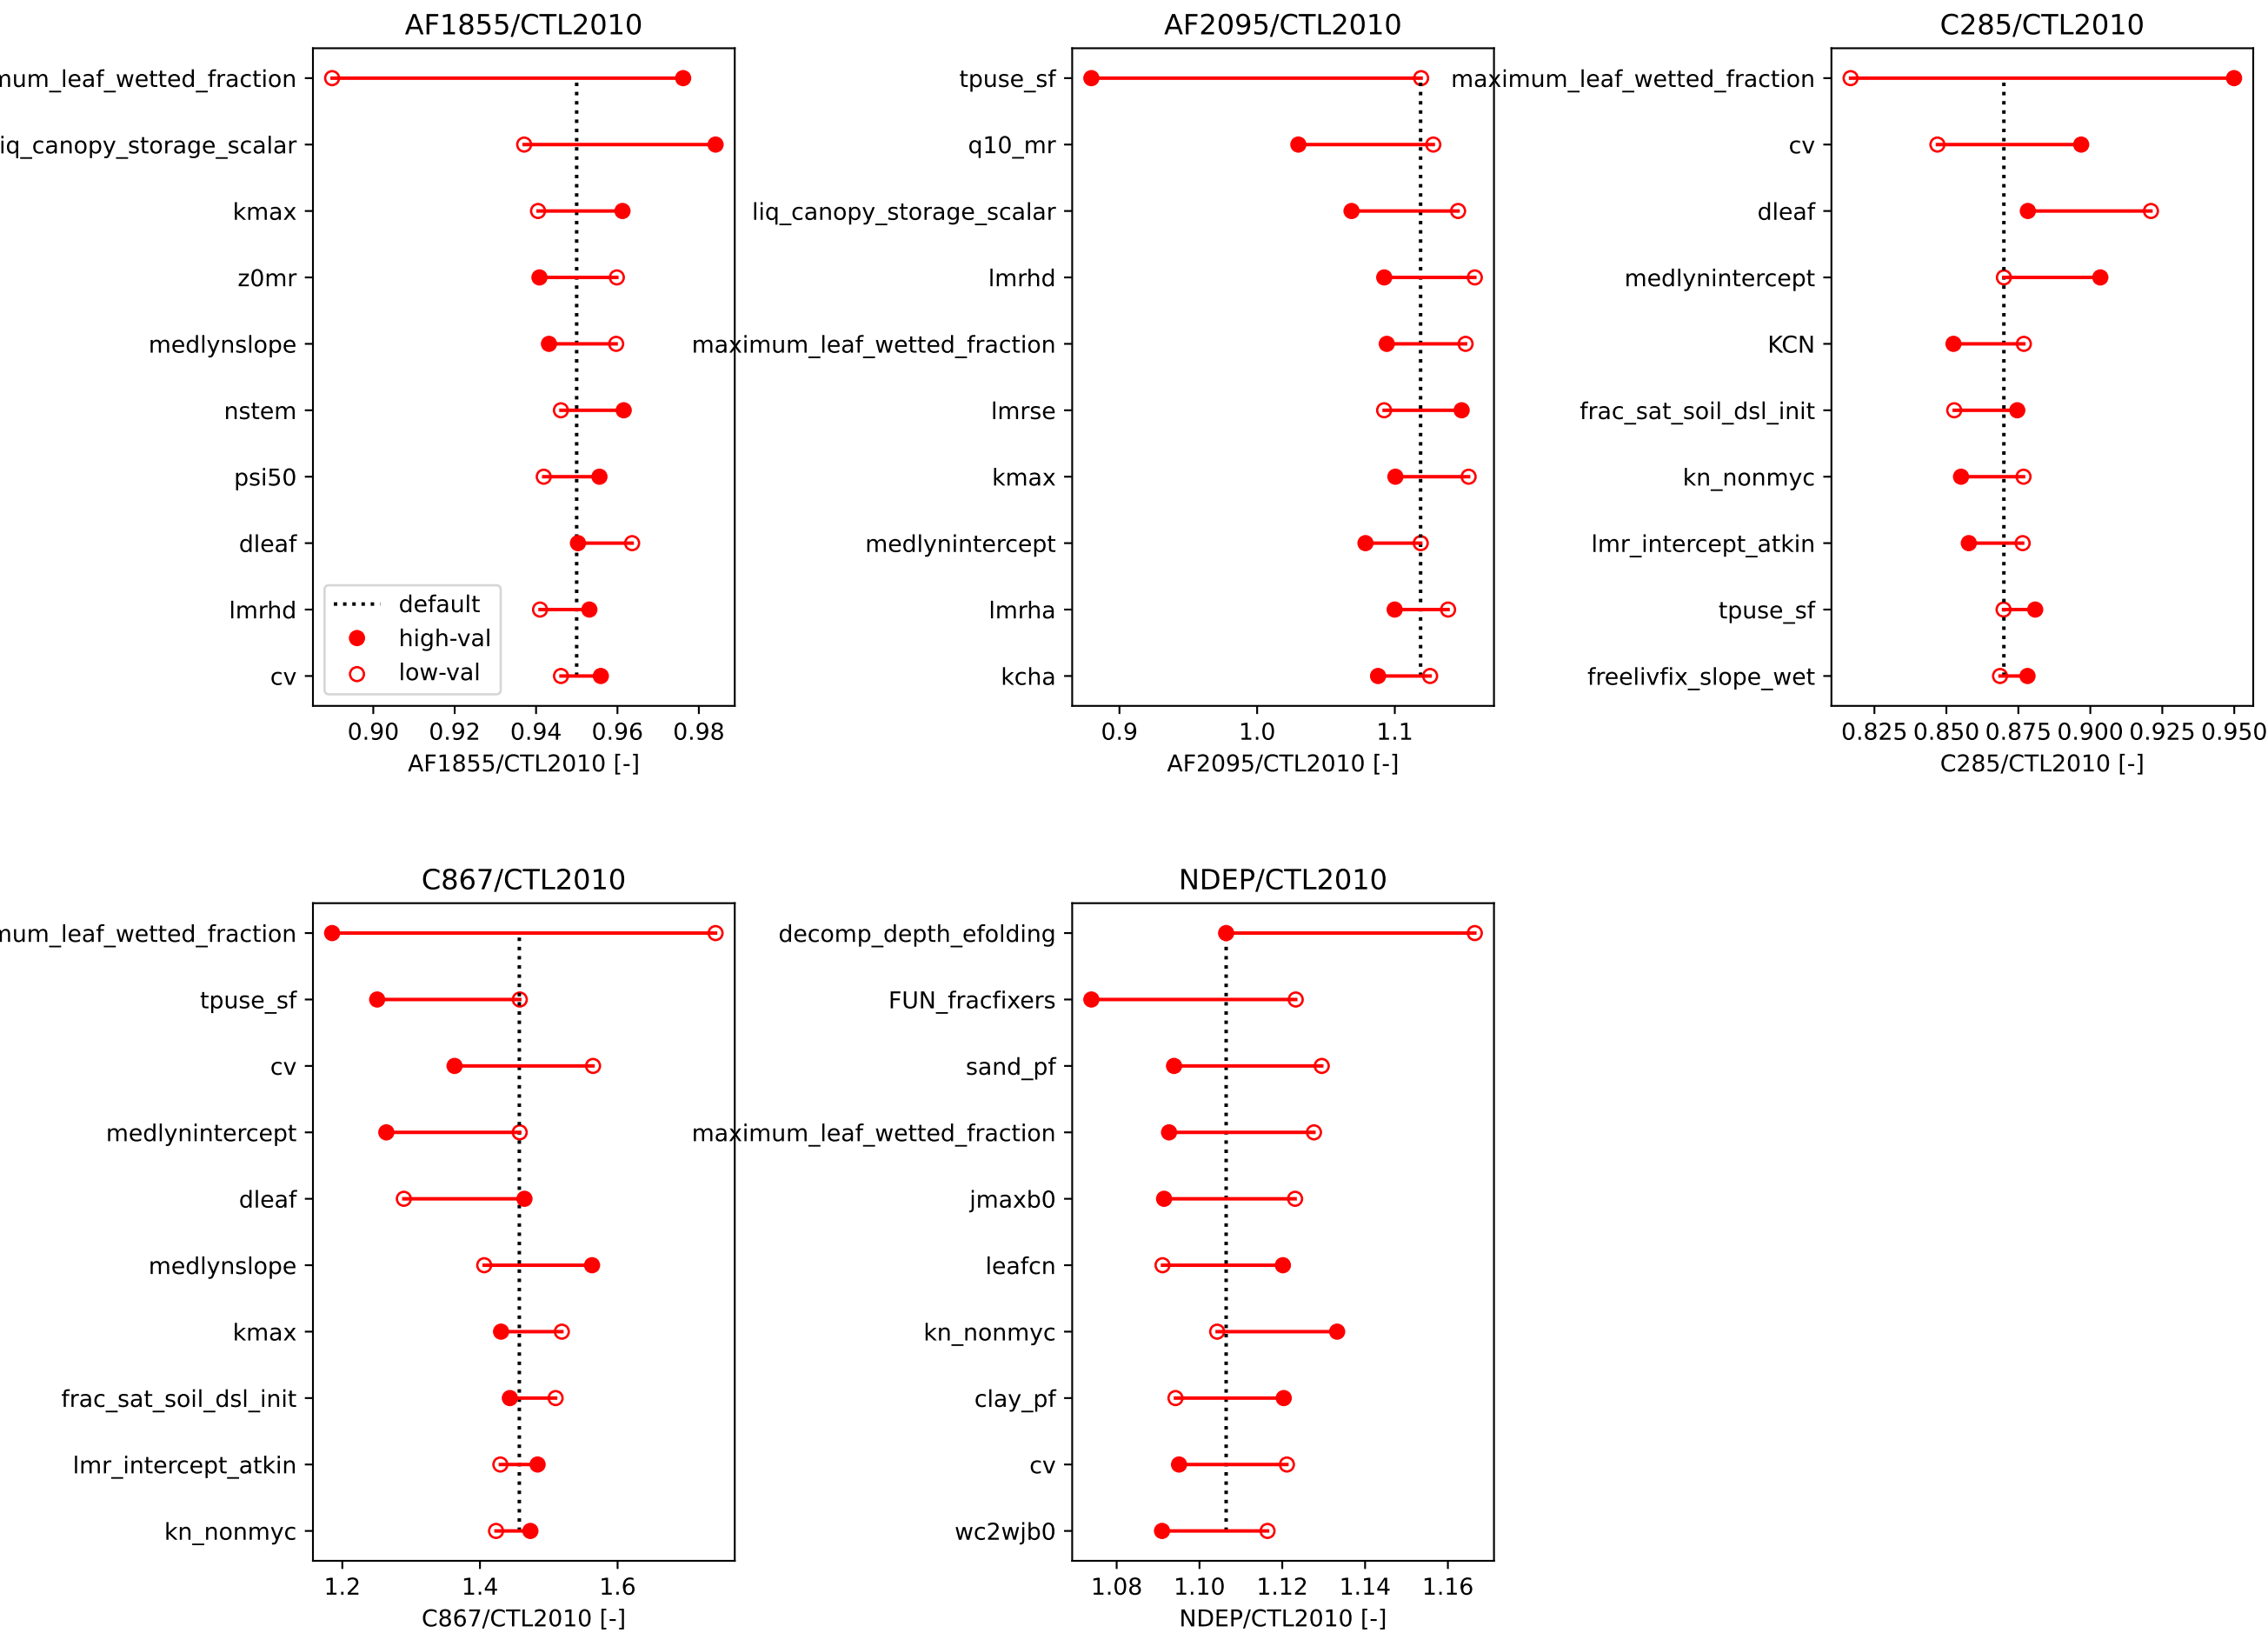 AF1855/CTL2010
mum_leaf_wetted_fraction
liq_canopy_storage_scalar
kmax
z0mr
medlynslope
nstem
psi50
dleaf
lmrhd
cv
default
high-val
low-val
0.90 0.92 0.94 0.96 0.98
AF1855/CTL2010 [-]
AF2095/CTL2010
tpuse_sf
q10_mr
liq_canopy_storage_scalar
lmrhd
maximum_leaf_wetted_fraction
lmrse
kmax
medlynintercept
lmrha
kcha
0.9 1.0 1.1
AF2095/CTL2010 [-]
C285/CTL2010
maximum_leaf_wetted_fraction
cv
dleaf
medlynintercept
KCN
frac_sat_soil_dsl_init
kn_nonmyc
lmr_intercept_atkin
tpuse_sf
freelivfix_slope_wet
0.825 0.850 0.875 0.900 0.925 0.950
C285/CTL2010 [-]
C867/CTL2010
mum_leaf_wetted_fraction
tpuse_sf
cv
medlynintercept
dleaf
medlynslope
kmax
frac_sat_soil_dsl_init
lmr_intercept_atkin
kn_nonmyc
1.2 1.4 1.6
C867/CTL2010 [-]
NDEP/CTL2010
decomp_depth_efolding
FUN_fracfixers
sand_pf
maximum_leaf_wetted_fraction
jmaxb0
leafcn
kn_nonmyc
clay_pf
cv
wc2wjb0
1.08 1.10 1.12 1.14 1.16
NDEP/CTL2010 [-]